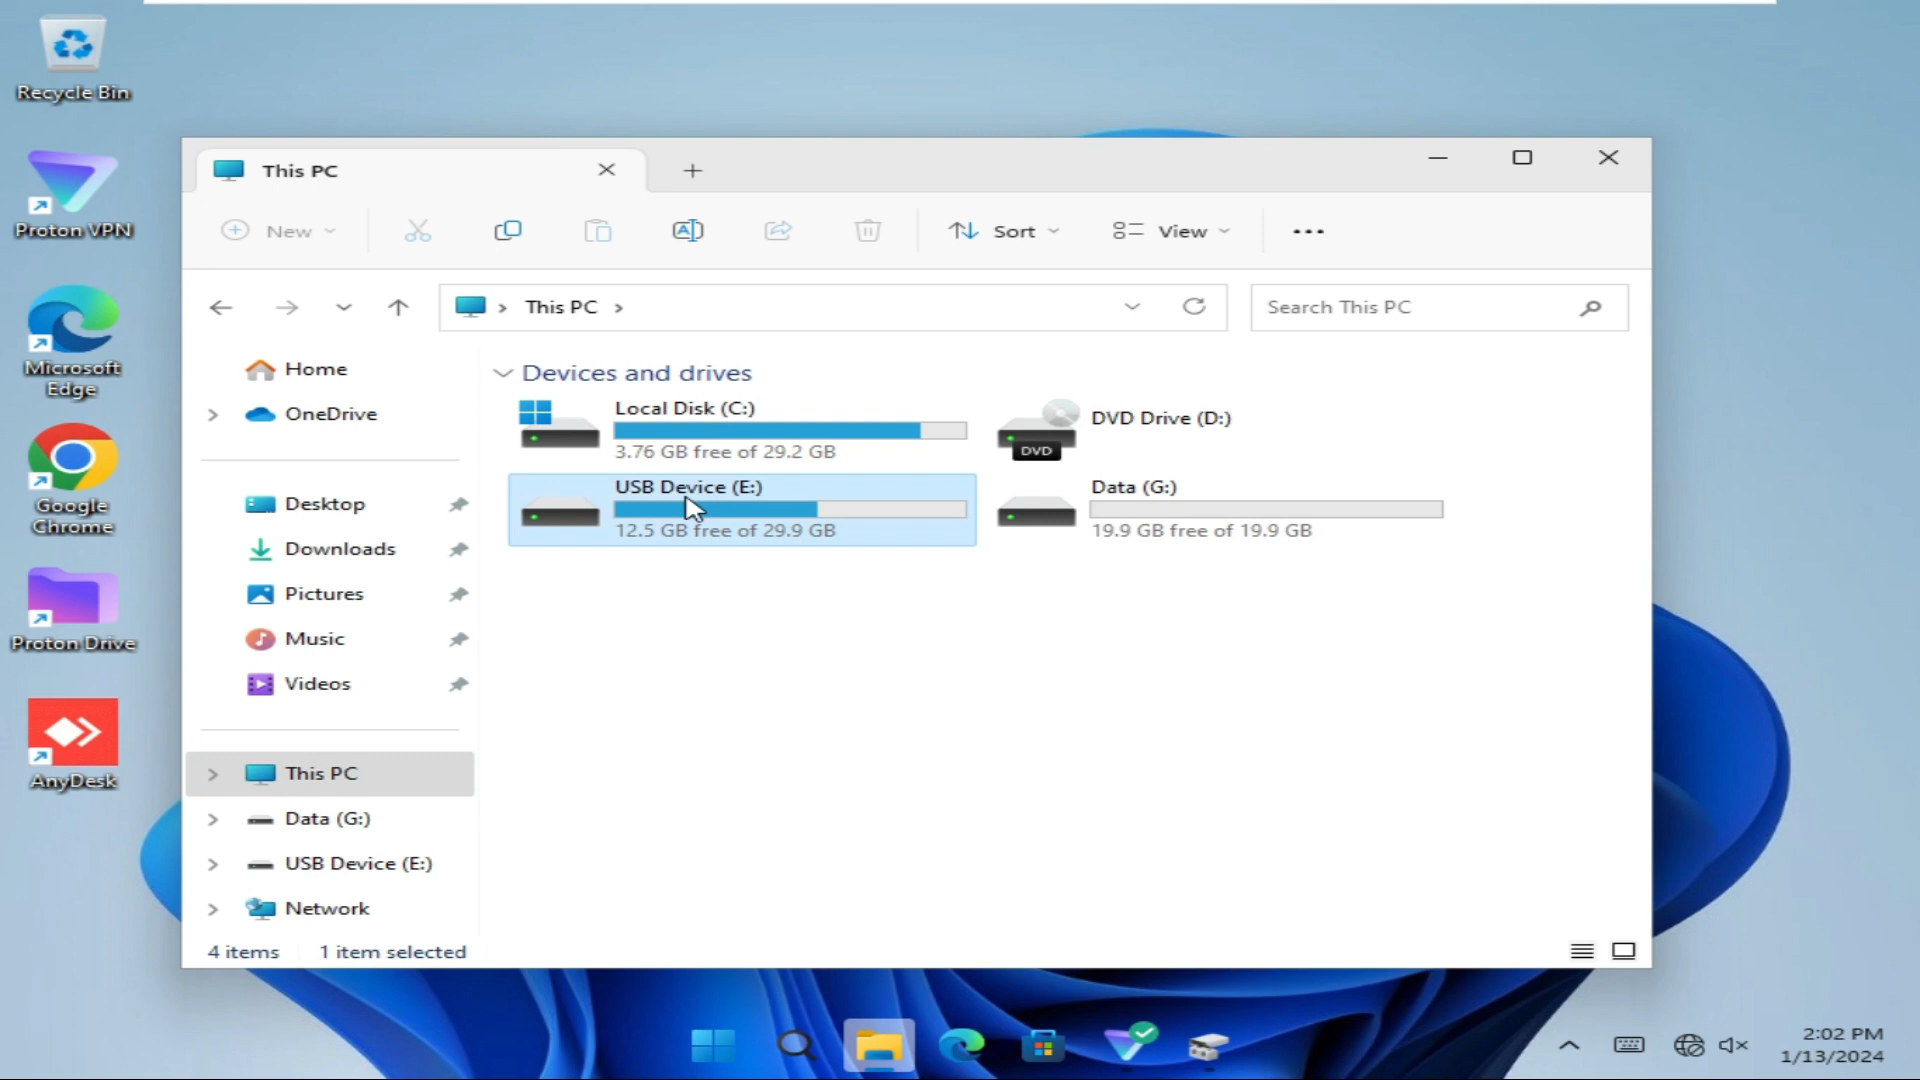 Recycle Bin
Proton VPN
Microsoft
Edge
Google
Chrome
Proton Drive
AnyDesk
This PC
New
Sort
View
This PC
Search This PC
Home
OneDrive
Desktop
Downloads
Pictures
Music
Videos
This PC
Data (G:)
USB Device (E:)
Network
Devices and drives
Local Disk (C:)
3.76 GB free of 29.2 GB
DVD Drive (D:)
DVD
USB Device (E:)
12.5 GB free of 29.9 GB
Data (G:)
19.9 GB free of 19.9 GB
4 items
1 item selected
2:02 PM
1/13/2024